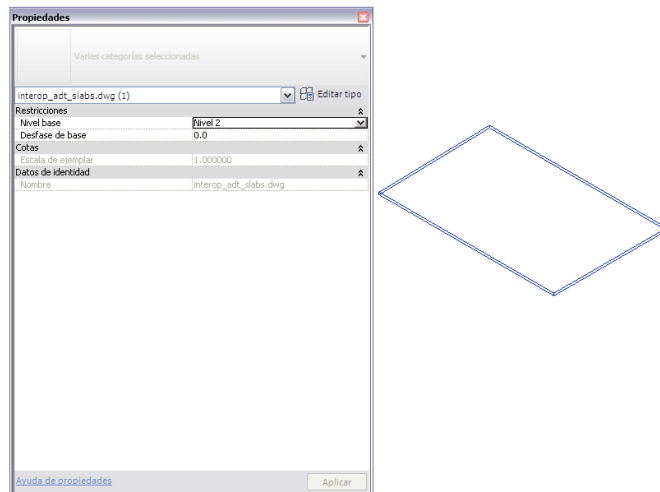 Propiedades
Varias categorías seleccionadas
interop_adt_slabs.dwg (1)
Editar tipo
Restricciones
Nivel base Nivel 2
Desfase de base 0.0
Cotas
Escala de ejemplar 1.000000
Datos de identidad
Nombre interop_adt_slabs.dwg
Ayuda de propiedades
Aplicar